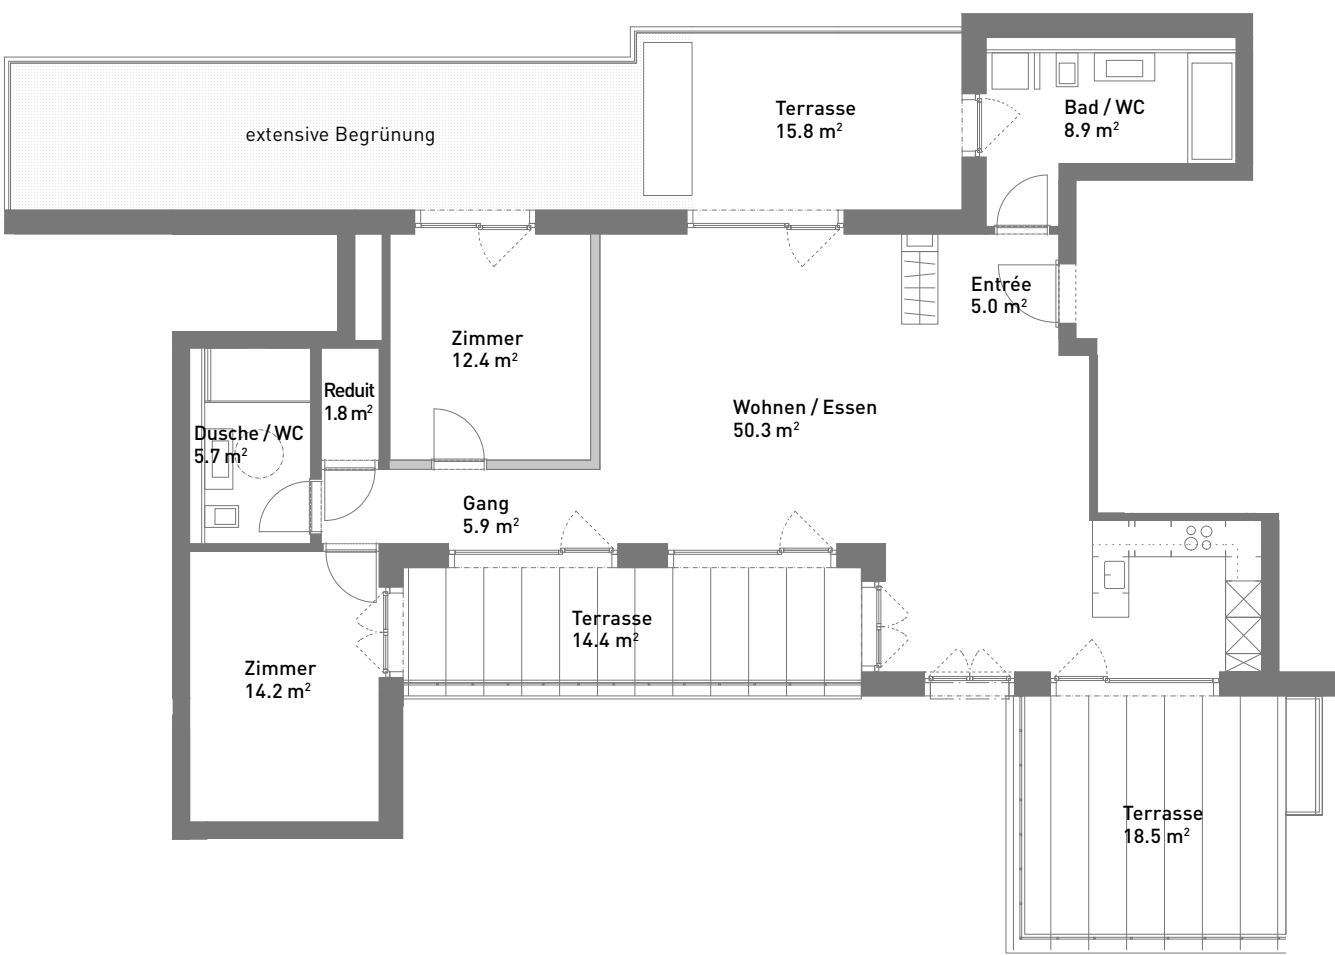 extensive Begrünung
Terrasse
15.8 m²
Bad / WC
8.9 m²
Entrée
5.0 m²
Zimmer
12.4 m²
Reduit
1.8 m²
Wohnen / Essen
50.3 m²
Dusche / WC
5.7 m²
Gang
5.9 m²
Terrasse
14.4 m²
Zimmer
14.2 m²
Terrasse
18.5 m²